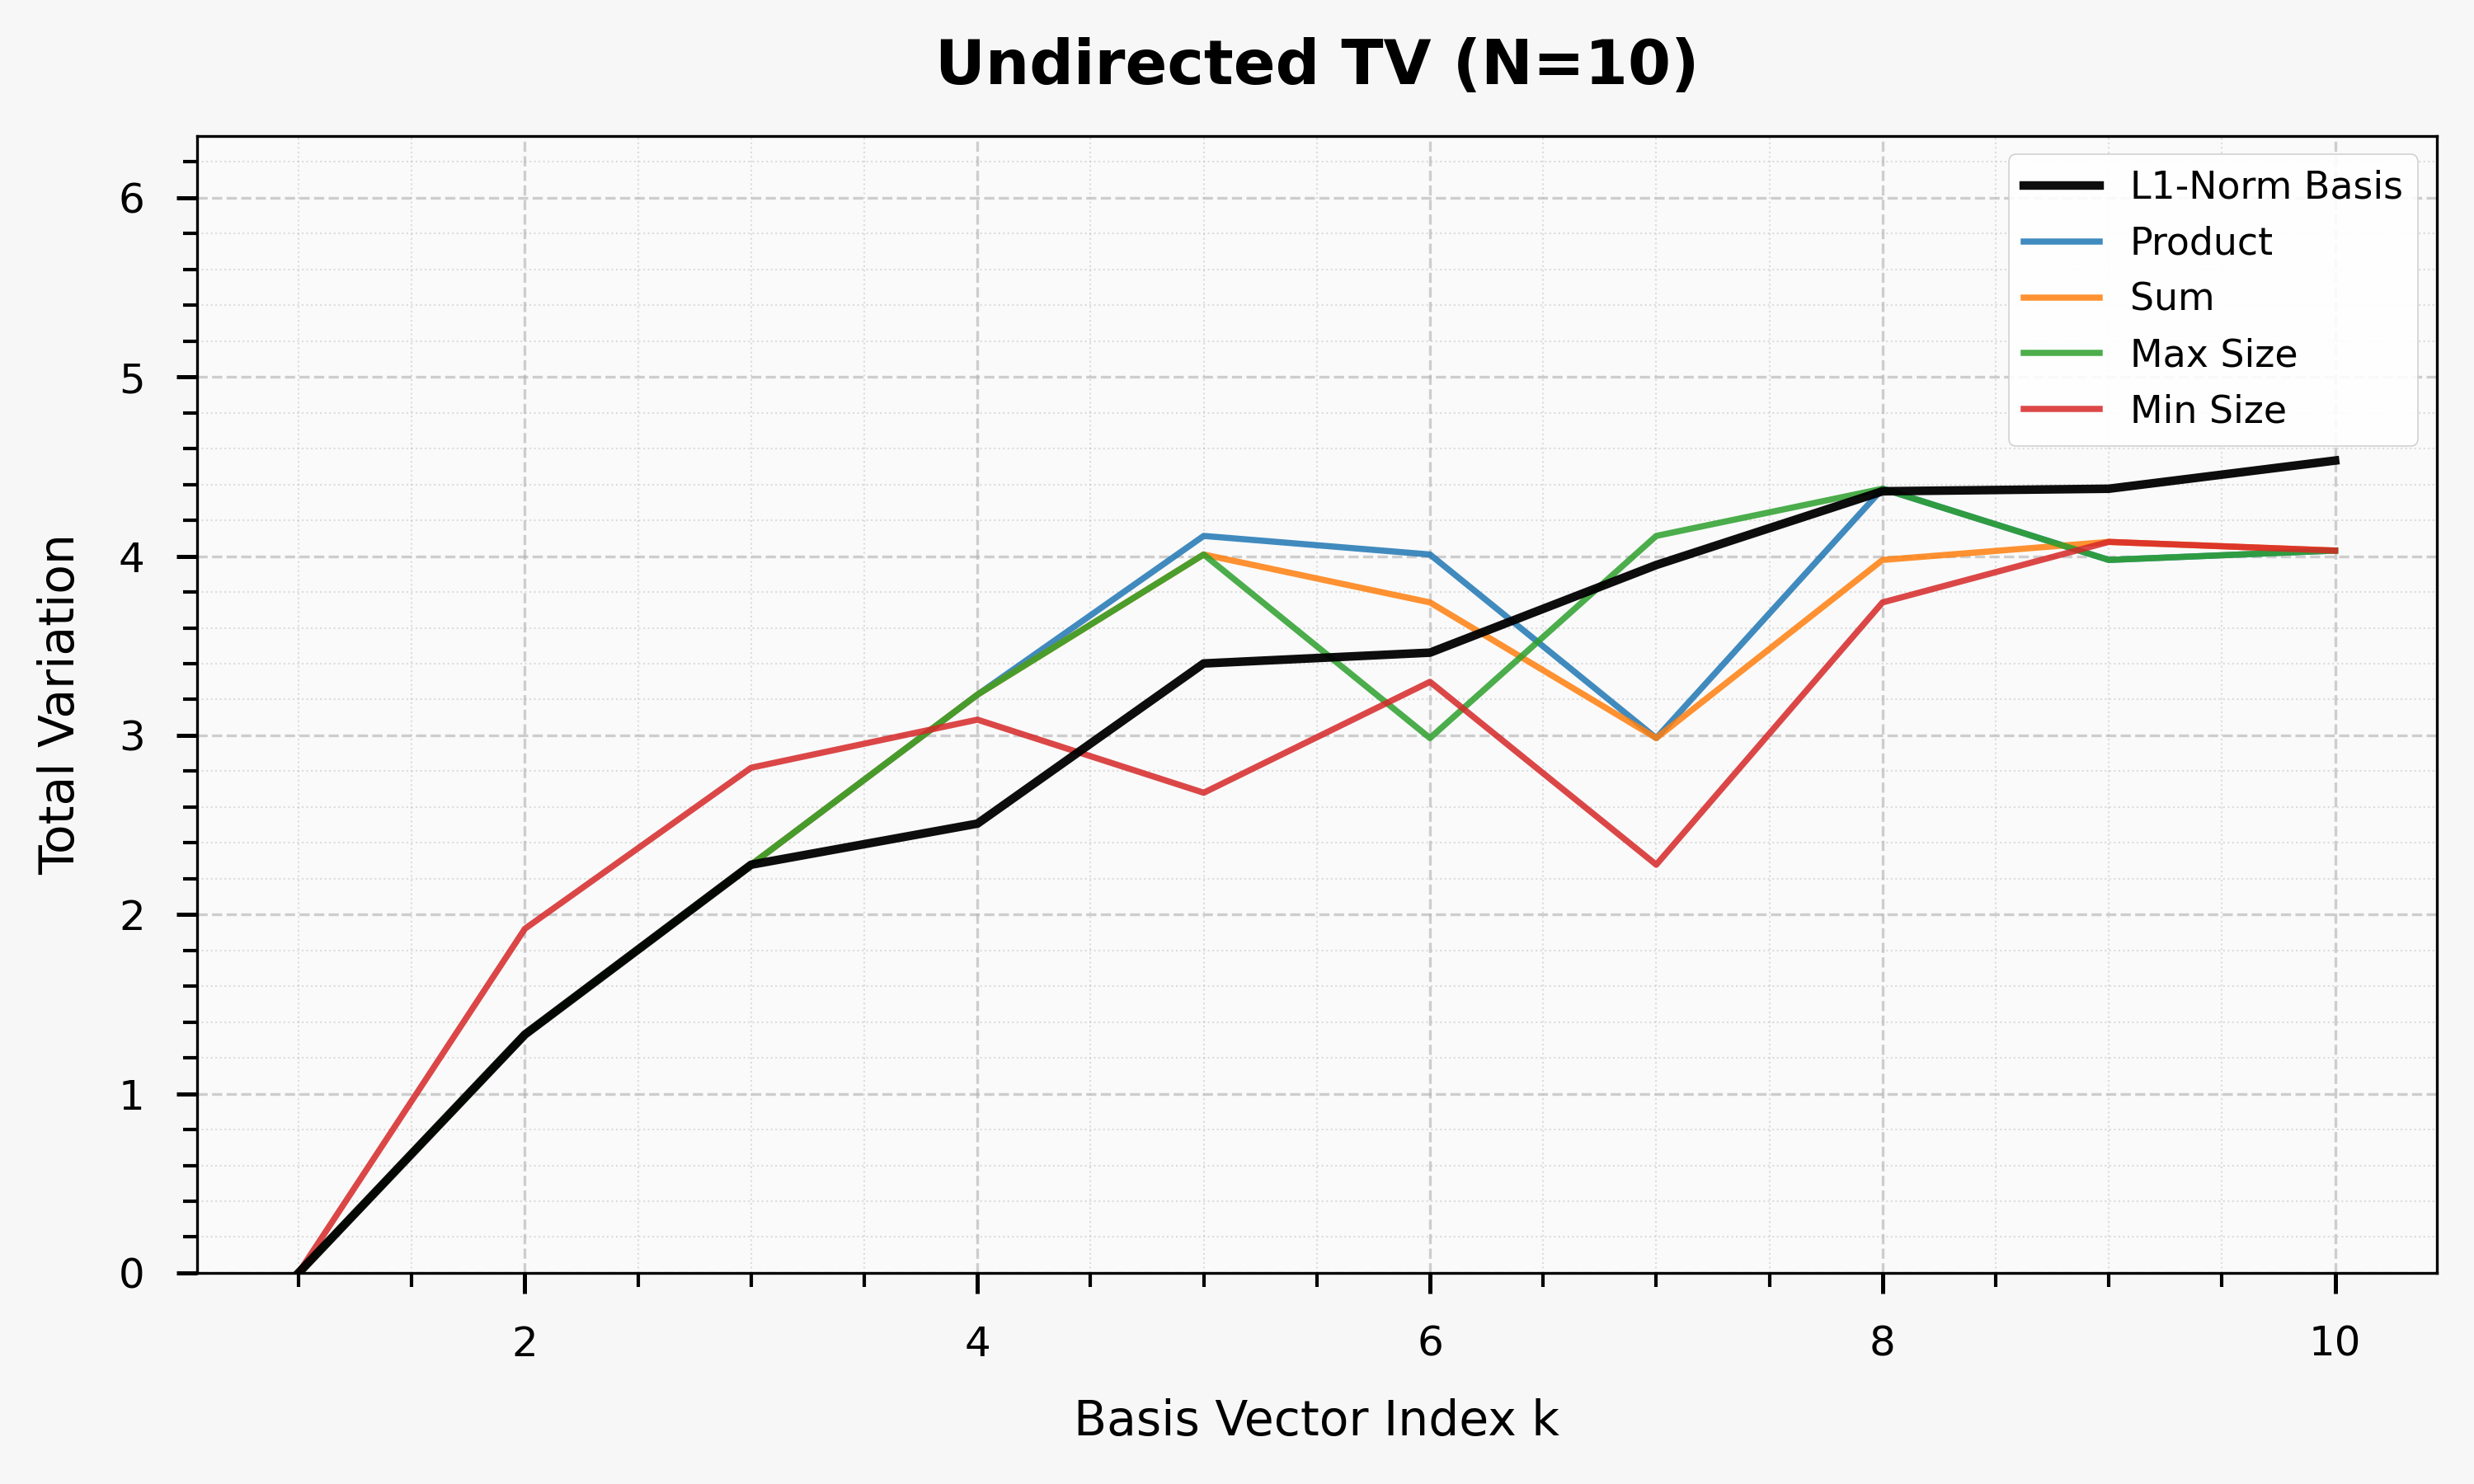 Undirected TV (N=10)
L1-Norm Basis
Product
Sum
Max Size
Min Size
Total Variation
6
5
4
3
2
1
0
2 4 6 8 10
Basis Vector Index k